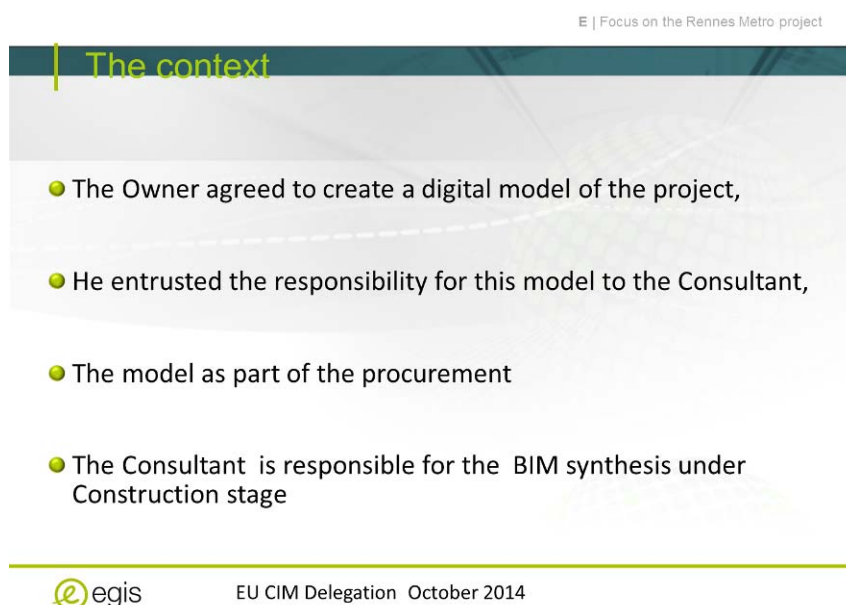 E | Focus on the Rennes Metro project
The context
The Owner agreed to create a digital model of the project,
He entrusted the responsibility for this model to the Consultant,
The model as part of the procurement
The Consultant  is responsible for the  BIM synthesis under
Construction stage
egis
EU CIM Delegation  October 2014